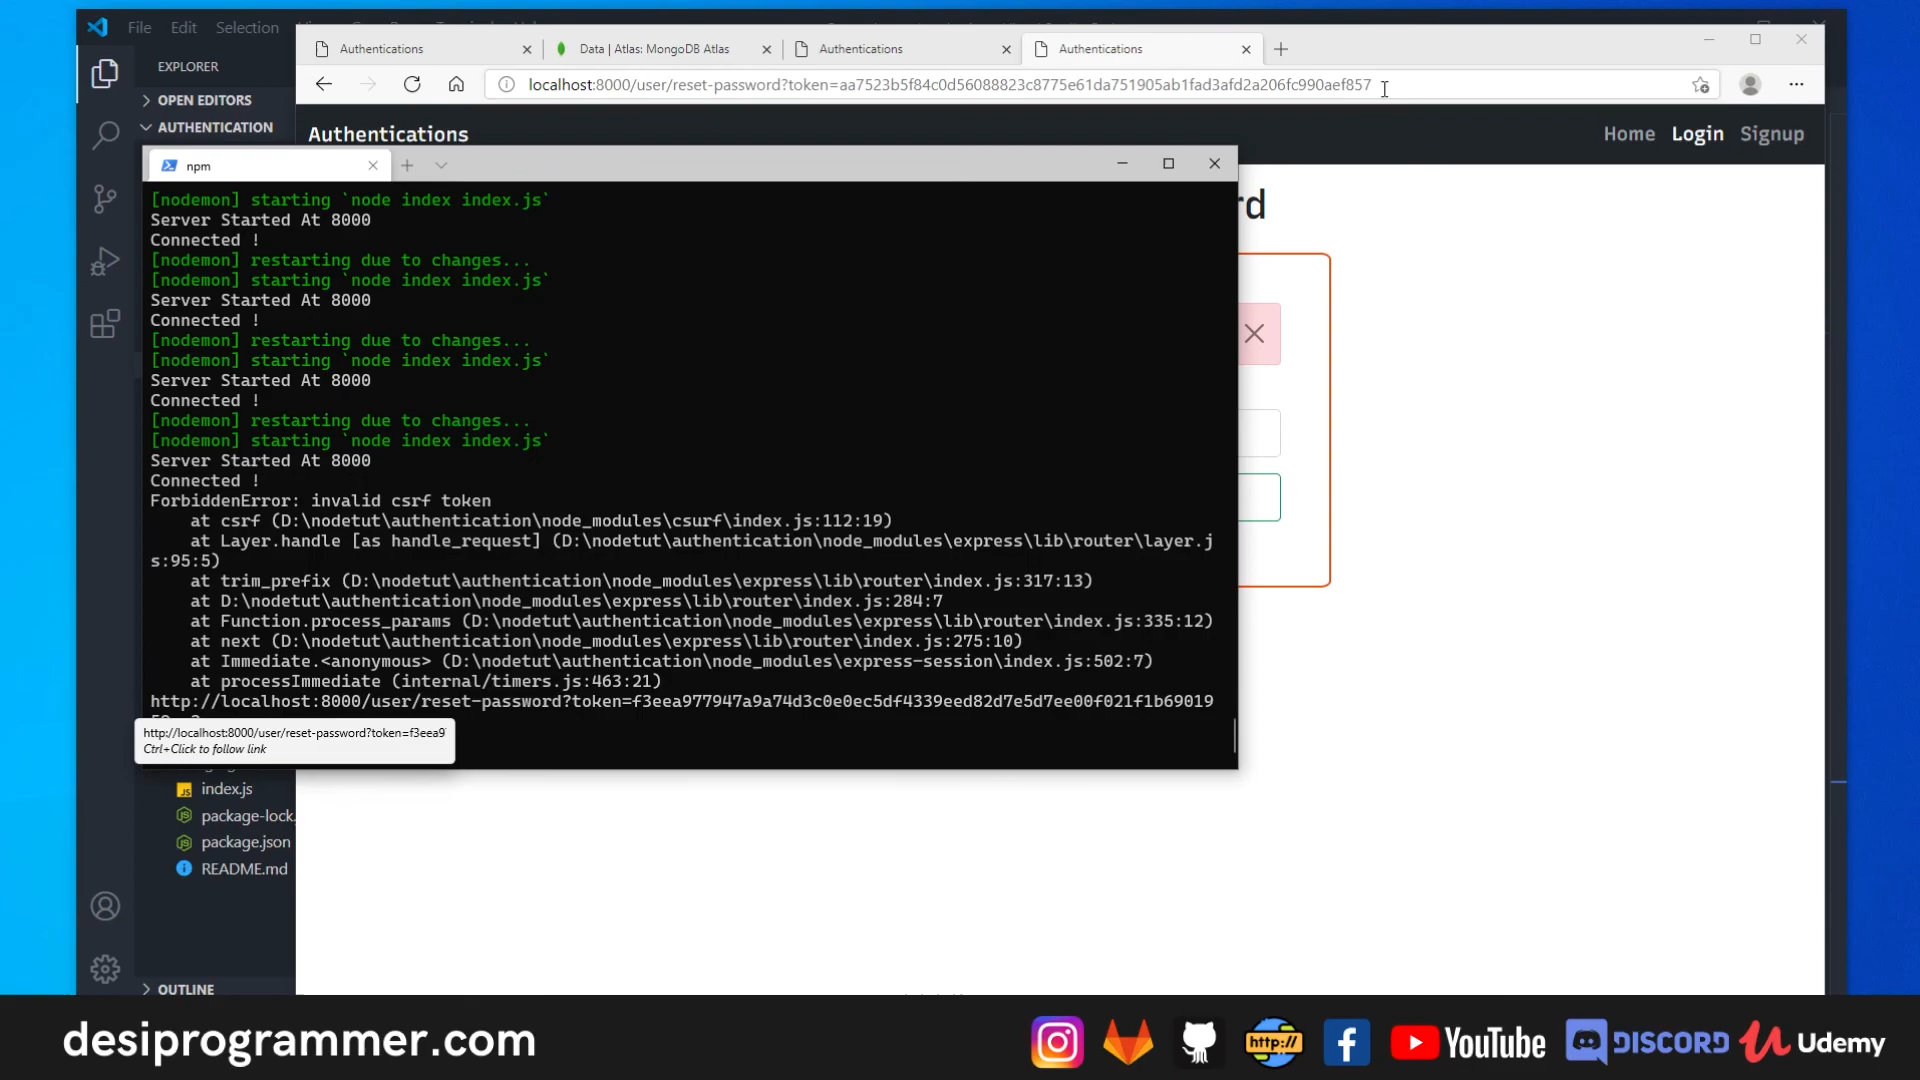 File Edit Selection
Authentications
Data | Atlas: MongoDB Atlas
Authentications
Authentications
EXPLORER
localhost:8000/user/reset-password?token=aa7523b5f84c0d56088823c8775e61da751905ab1fad3afd2a206fc990aef857
OPEN EDITORS
AUTHENTICATION
Authentications
Home Login Signup
npm
rd
[nodemon] starting `node index index.js`
Server Started At 8000
Connected !
[nodemon] restarting due to changes...
[nodemon] starting `node index index.js`
Server Started At 8000
Connected !
[nodemon] restarting due to changes...
[nodemon] starting `node index index.js`
Server Started At 8000
Connected !
[nodemon] restarting due to changes...
[nodemon] starting `node index index.js`
Server Started At 8000
Connected !
ForbiddenError: invalid csrf token
at csrf (D:\nodetut\authentication\node_modules\csurf\index.js:112:19)
at Layer.handle [as handle_request] (D:\nodetut\authentication\node_modules\express\lib\router\layer.j
s:95:5)
at trim_prefix (D:\nodetut\authentication\node_modules\express\lib\router\index.js:317:13)
at D:\nodetut\authentication\node_modules\express\lib\router\index.js:284:7
at Function.process_params (D:\nodetut\authentication\node_modules\express\lib\router\index.js:335:12)
at next (D:\nodetut\authentication\node_modules\express\lib\router\index.js:275:10)
at Immediate.<anonymous> (D:\nodetut\authentication\node_modules\express-session\index.js:502:7)
at processImmediate (internal/timers.js:463:21)
http://localhost:8000/user/reset-password?token=f3eea977947a9a74d3c0e0ec5df4339eed82d7e5d7ee00f021f1b69019
http://localhost:8000/user/reset-password?token=f3eea9
Ctrl+Click to follow link
index.js
package-lock.
package.json
README.md
OUTLINE
desiprogrammer.com
http://
YouTube
DISCORD
Udemy